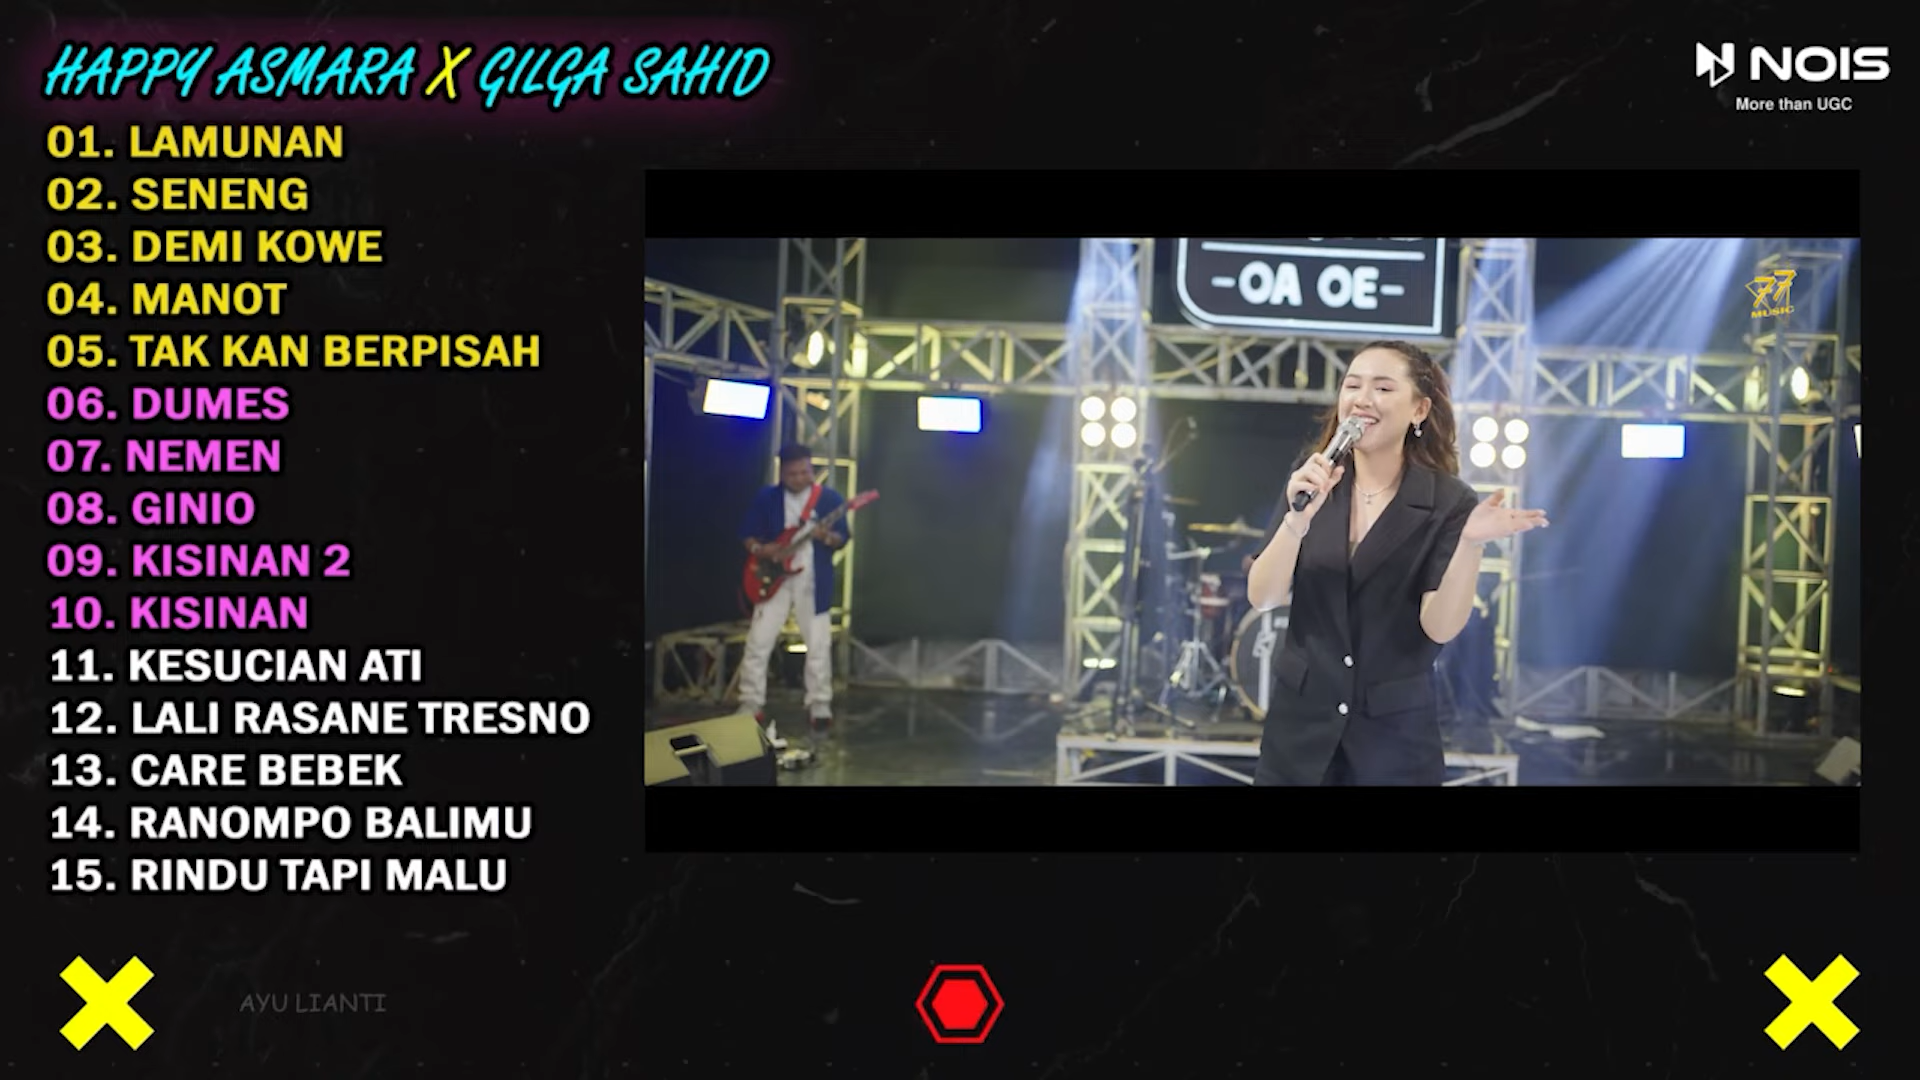 HAPPY ASMARA X GILGA SAHID
NOIS
More than UGC
01. LAMUNAN
02. SENENG
03. DEMI KOWE
04. MANOT
05. TAK KAN BERPISAH
06. DUMES
07. NEMEN
08. GINIO
09. KISINAN 2
10. KISINAN
11. KESUCIAN ATI
12. LALI RASANE TRESNO
13. CARE BEBEK
14. RANOMPO BALIMU
15. RINDU TAPI MALU
-OA OE-
77
MUSIC
AYU LIANTI